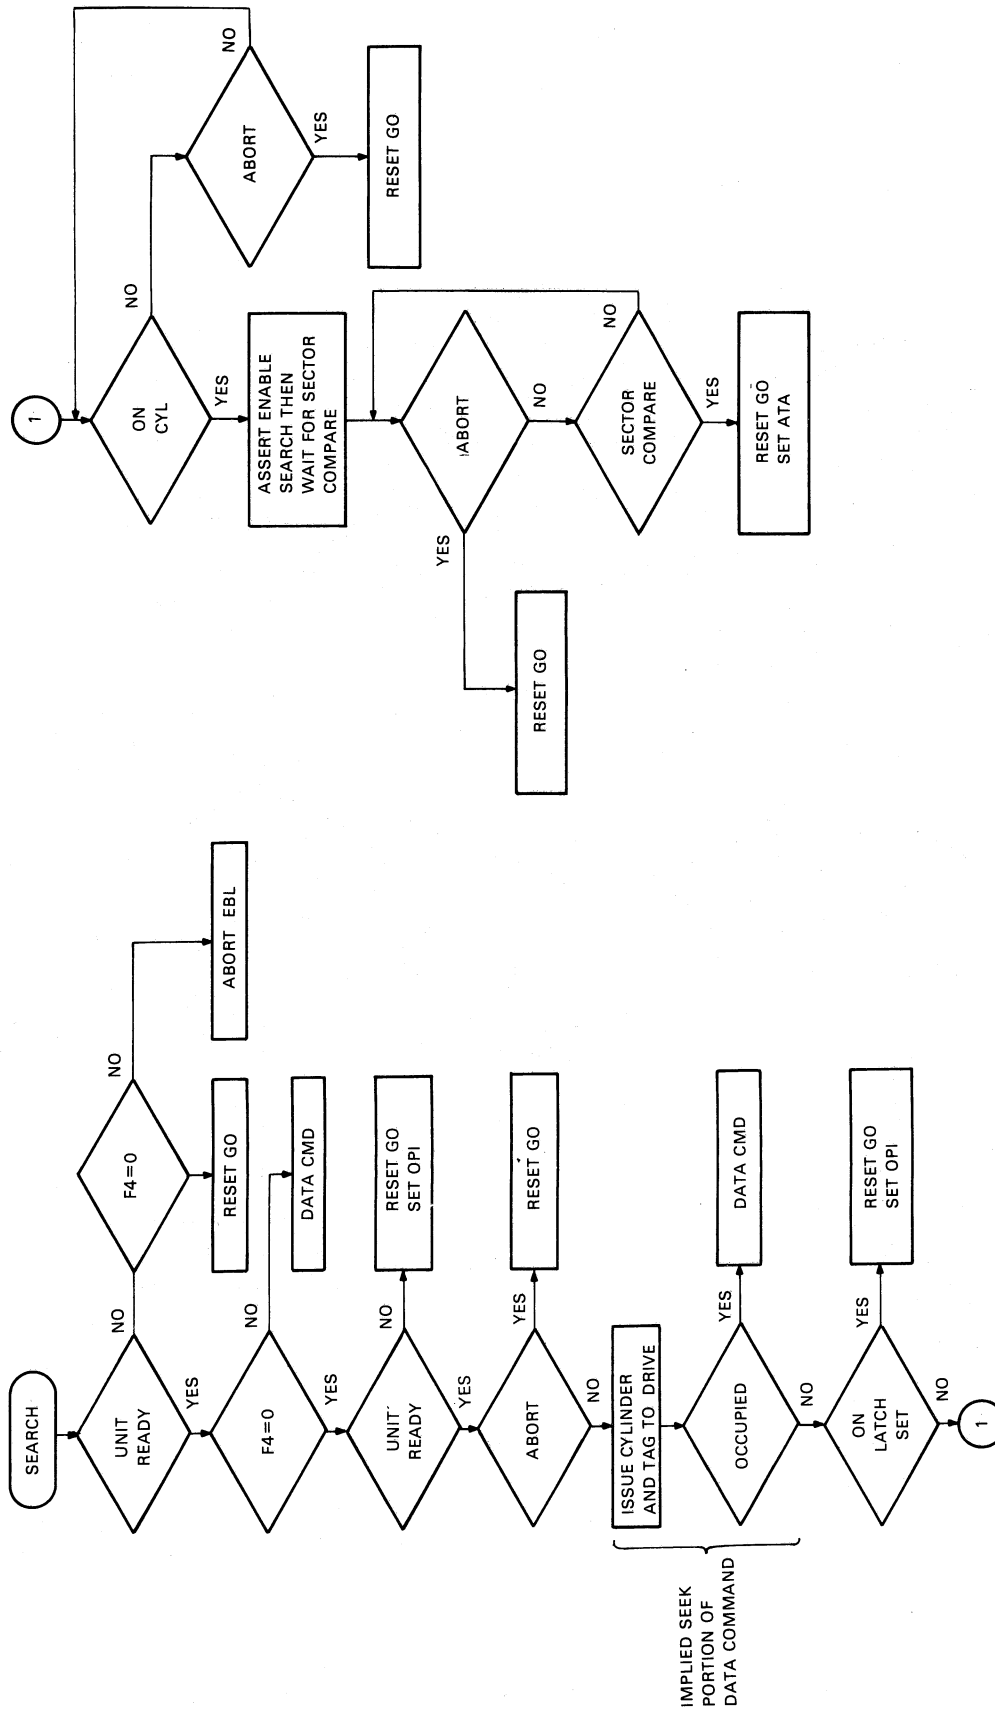 SEARCH
UNIT
READY
NO
F4=0
NO
ABORT EBL
RESET GO
YES
F4=0
NO
DATA CMD
YES
UNIT
READY
NO
RESET GO
SET OPI
YES
ABORT
YES
RESET GO
NO
ISSUE CYLINDER
AND TAG TO DRIVE
OCCUPIED
YES
DATA CMD
NO
IMPLIED SEEK
PORTION OF
DATA COMMAND
ON
LATCH
SET
YES
RESET GO
SET OPI
NO
1
1
ON
CYL
NO
ABORT
NO
YES
RESET GO
YES
ASSERT ENABLE
SEARCH THEN
WAIT FOR SECTOR
COMPARE
ABORT
YES
RESET GO
NO
SECTOR
COMPARE
NO
YES
RESET GO
SET ATA